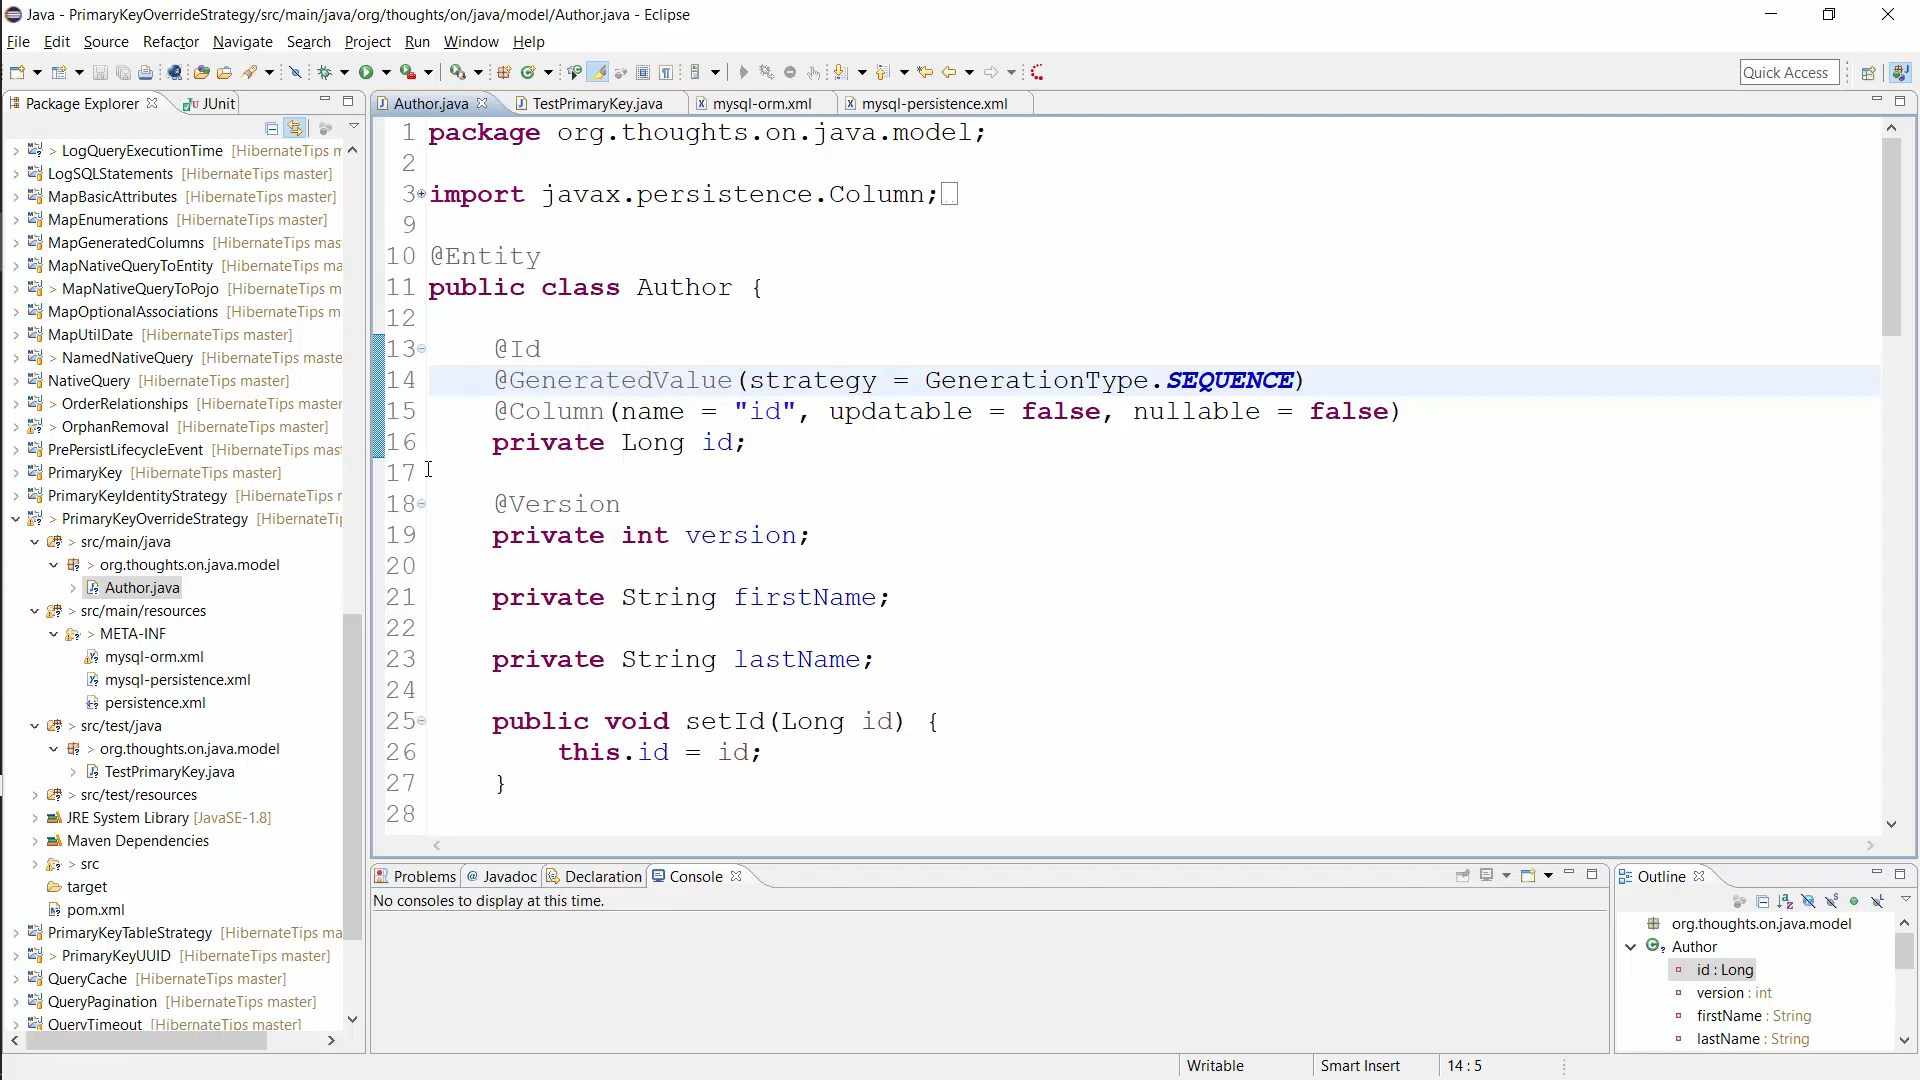 Java - PrimaryKeyOverrideStrategy/src/main/java/org/thoughts/on/java/model/Author.java - Eclipse
File Edit Source Refactor Navigate Search Project Run Window Help
Quick Access
Package Explorer JUnit
> LogQueryExecutionTime [HibernateTips m
LogSQLStatements [HibernateTips master]
MapBasicAttributes [HibernateTips master]
MapEnumerations [HibernateTips master]
MapGeneratedColumns [HibernateTips mas
MapNativeQueryToEntity [HibernateTips ma
> MapNativeQueryToPojo [HibernateTips m
MapOptionalAssociations [HibernateTips
MapUtilDate [HibernateTips master]
> NamedNativeQuery [HibernateTips maste
NativeQuery [HibernateTips master]
> OrderRelationships [HibernateTips master]
> OrphanRemoval [HibernateTips master]
PrePersistLifecycleEvent [HibernateTips mast
PrimaryKey [HibernateTips master]
PrimaryKeyIdentityStrategy [HibernateTips r
> PrimaryKeyOverrideStrategy [HibernateTi
> src/main/java
> org.thoughts.on.java.model
Author.java
> src/main/resources
> META-INF
mysql-orm.xml
mysql-persistence.xml
persistence.xml
> src/test/java
> org.thoughts.on.java.model
TestPrimaryKey.java
> src/test/resources
JRE System Library [JavaSE-1.8]
Maven Dependencies
> src
target
pom.xml
PrimaryKeyTableStrategy [HibernateTips ma
> PrimaryKeyUUID [HibernateTips master]
QueryCache [HibernateTips master]
QueryPagination [HibernateTips master]
QueryTimeout [HibernateTips master]
Author.java TestPrimaryKey.java mysql-orm.xml mysql-persistence.xml
1 package org.thoughts.on.java.model;
2
3 import javax.persistence.Column;
9
10 @Entity
11 public class Author {
12
13 @Id
14 @GeneratedValue(strategy = GenerationType.SEQUENCE)
15 @Column(name = "id", updatable = false, nullable = false)
16 private Long id;
17
18 @Version
19 private int version;
20
21 private String firstName;
22
23 private String lastName;
24
25 public void setId(Long id) {
26 this.id = id;
27 }
28
Problems @ Javadoc Declaration Console
No consoles to display at this time.
Outline
org.thoughts.on.java.model
Author
id : Long
version : int
firstName : String
lastName : String
Writable Smart Insert 14 : 5